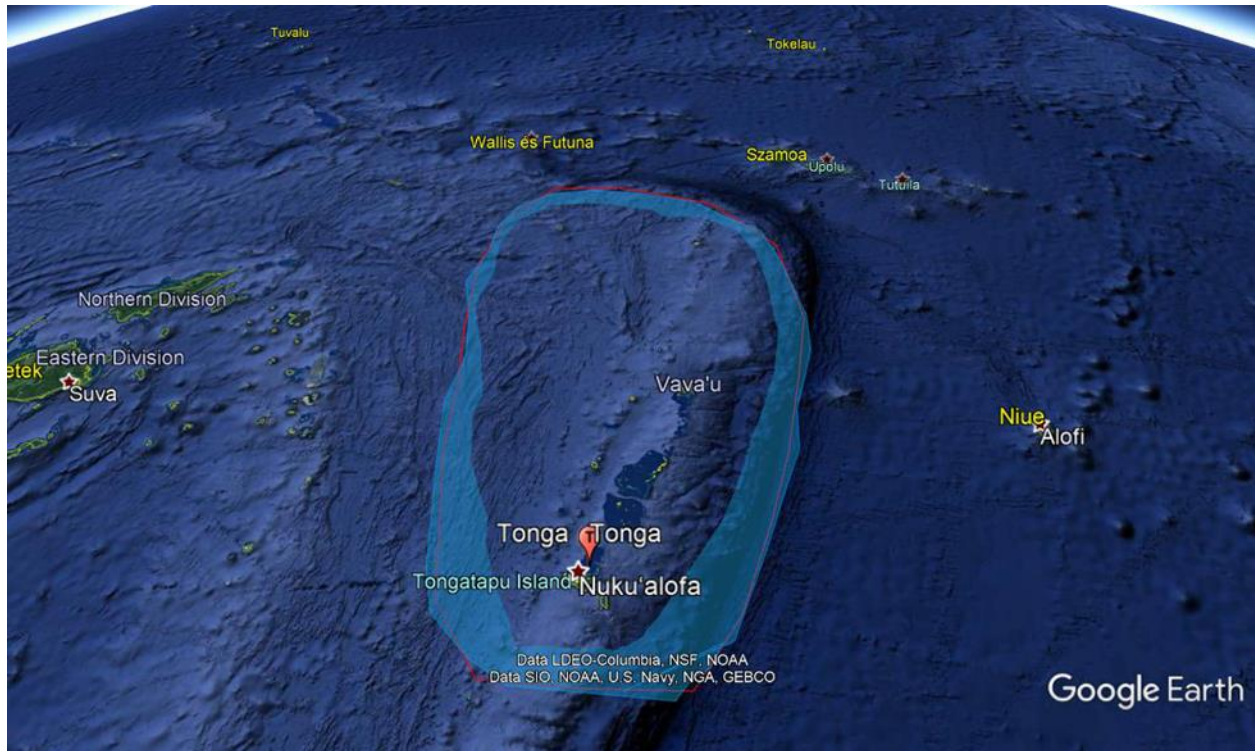 Tuvalu
Tokelau
Wallis és Futuna
Szamoa
Upolu
Tutuila
Northern Division
Eastern Division
etek
Suva
Vava'u
Niue
Alofi
Tonga
T
Tonga
Tongatapu Island
Nuku'alofa
Data LDEO-Columbia, NSF, NOAA
Data SIO, NOAA, U.S. Navy, NGA, GEBCO
Google Earth